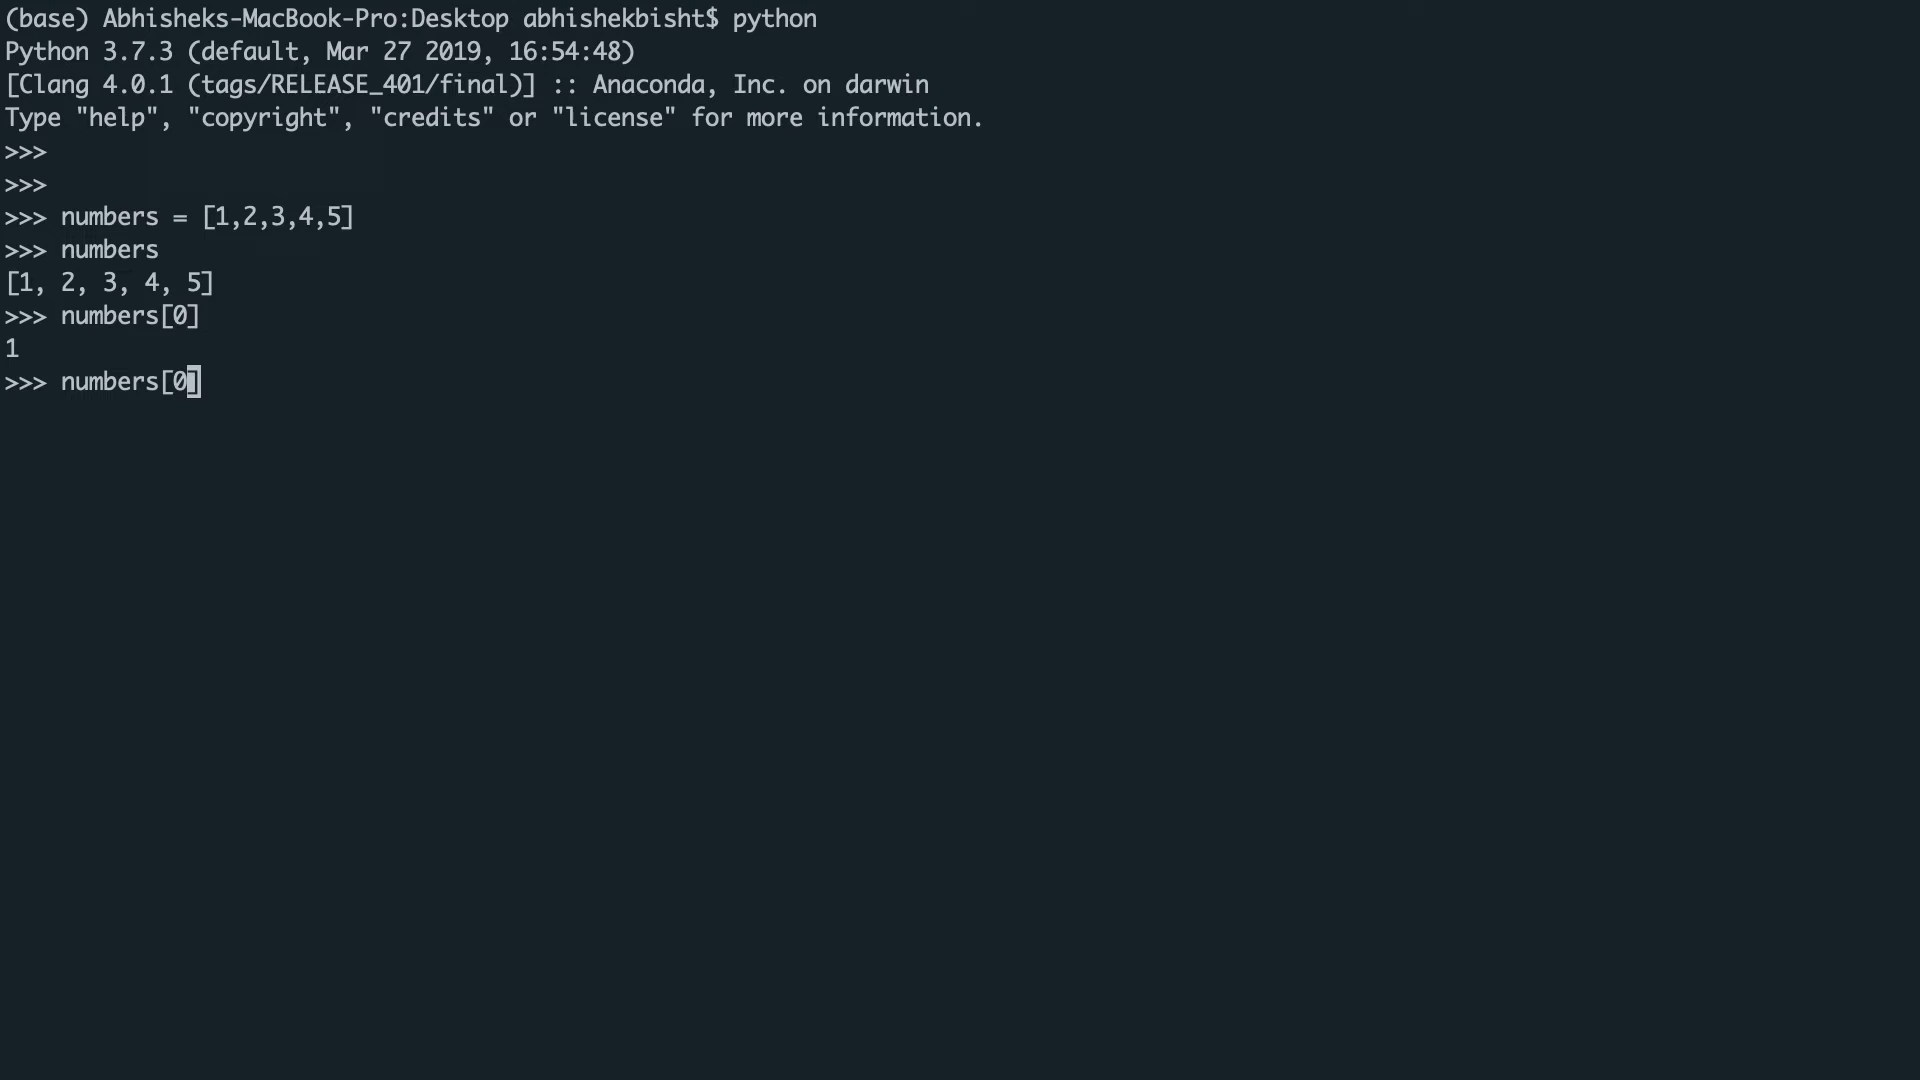 (base) Abhisheks-MacBook-Pro:Desktop abhishekbisht$ python
Python 3.7.3 (default, Mar 27 2019, 16:54:48)
[Clang 4.0.1 (tags/RELEASE_401/final)] :: Anaconda, Inc. on darwin
Type "help", "copyright", "credits" or "license" for more information.
>>>
>>>
>>> numbers = [1,2,3,4,5]
>>> numbers
[1, 2, 3, 4, 5]
>>> numbers[0]
1
>>> numbers[0]